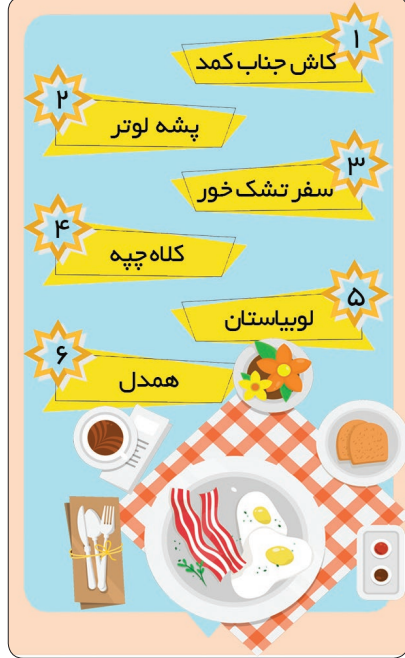 ۱
کاش جناب کمد
۲
پشه لوتر
۳
سفر تشک خور
۴
کلاه چپه
۵
لوبیاستان
۶
همدل